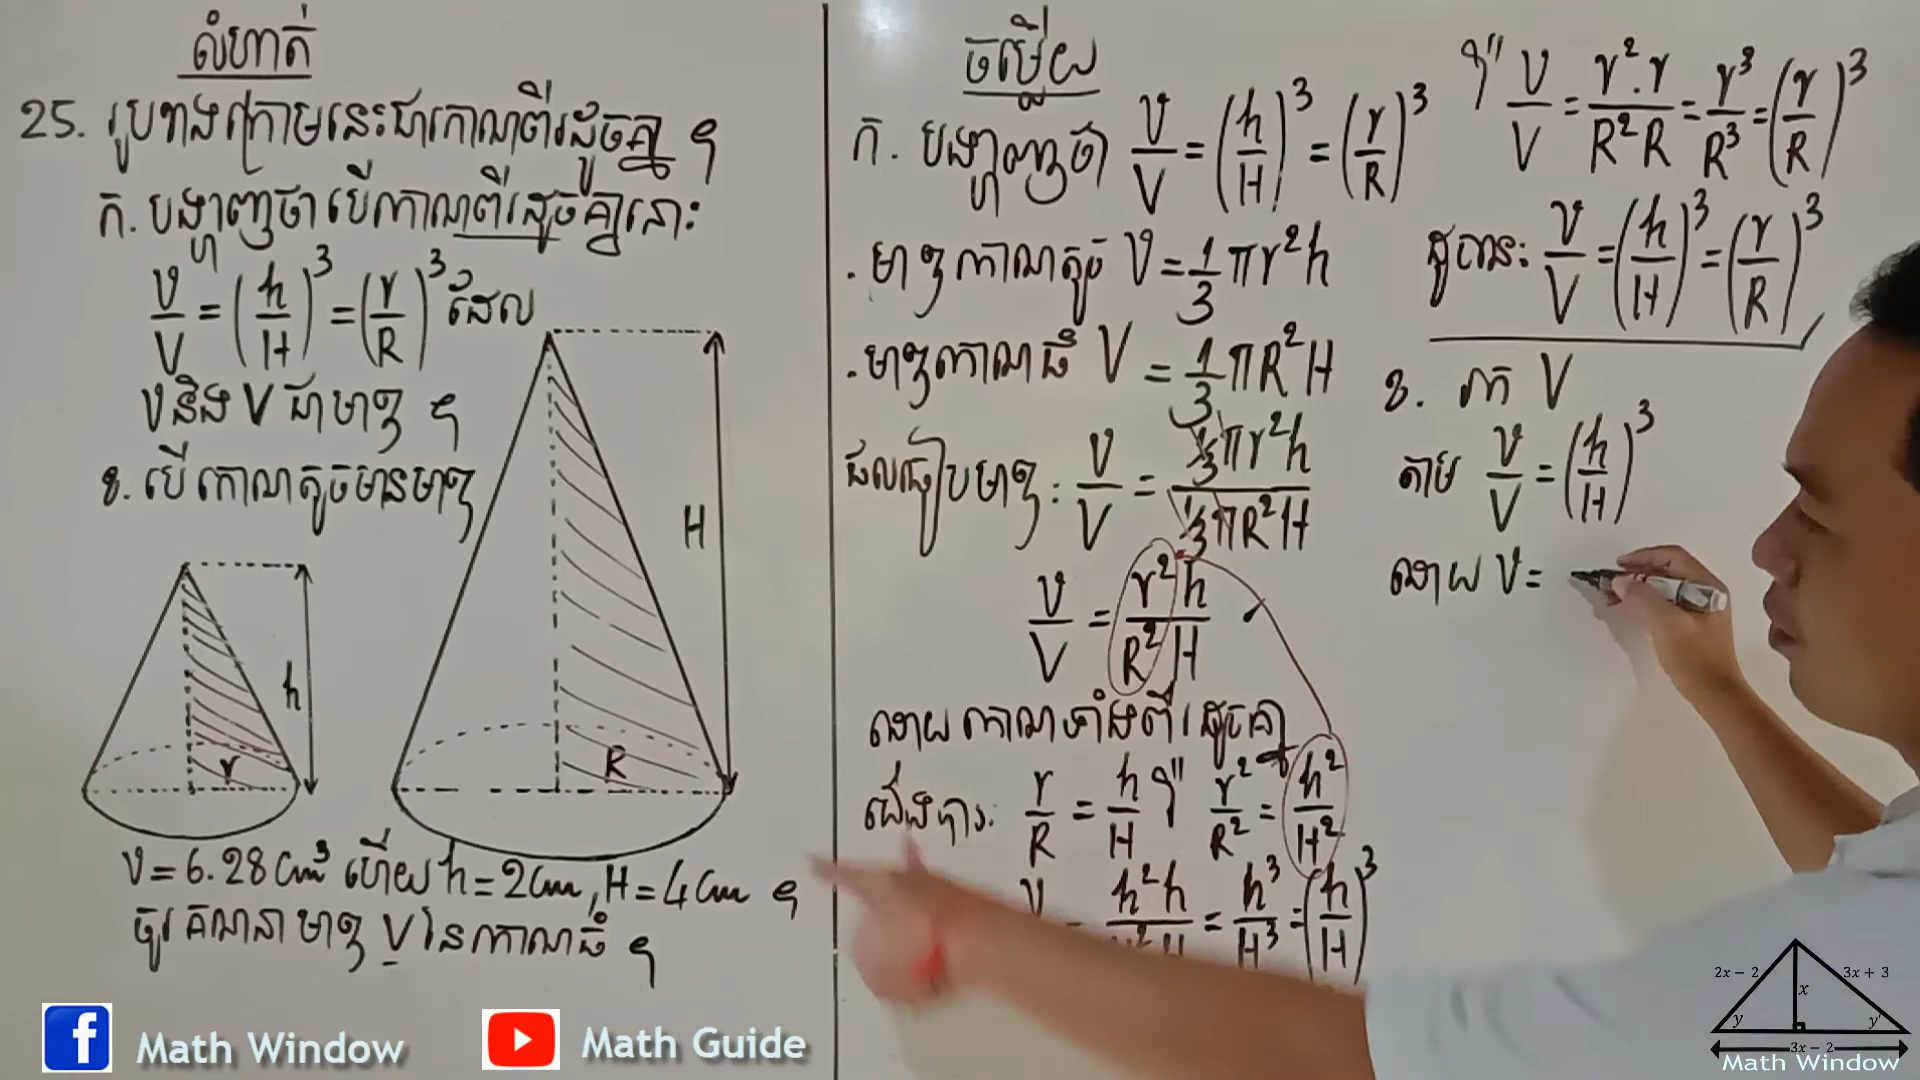 លំហាត់
25. រូបខាងក្រោមនេះជាកោណពីរដូចគ្នា ។
ក. បង្ហាញថាបើកោណពីរដូចគ្នានោះ
v/V = (h/H)³ = (r/R)³ ដែល
v និង V ជាមាឌ ។
ខ. បើកោណតូចមានមាឌ
H
h
r
R
v = 6.28 cm³ ហើយ h = 2cm, H = 4cm ។
ចូរគណនាមាឌ V នៃកោណធំ ។
ចម្លើយ
ក. បង្ហាញថា v/V = (h/H)³ = (r/R)³
. មាឌកោណតូច v = 1/3 πr²h
. មាឌកោណធំ V = 1/3 πR²H
ផលធៀបមាឌ: v/V = 1/3 πr²h / 1/3 πR²H
v/V = r²h / R²H
ដោយកោណទាំងពីរដូចគ្នា
យើងបាន: r/R = h/H ឬ r²/R² = h²/H²
= h²h / H²H = h³/H³ = (h/H)³
ឬ v/V = r².r / R²R = r³/R³ = (r/R)³
ដូចនេះ: v/V = (h/H)³ = (r/R)³
ខ. រក V
តាម v/V = (h/H)³
ដោយ v =
Math Window
Math Guide
2x − 2
3x + 3
x
y
y'
3x − 2
Math Window